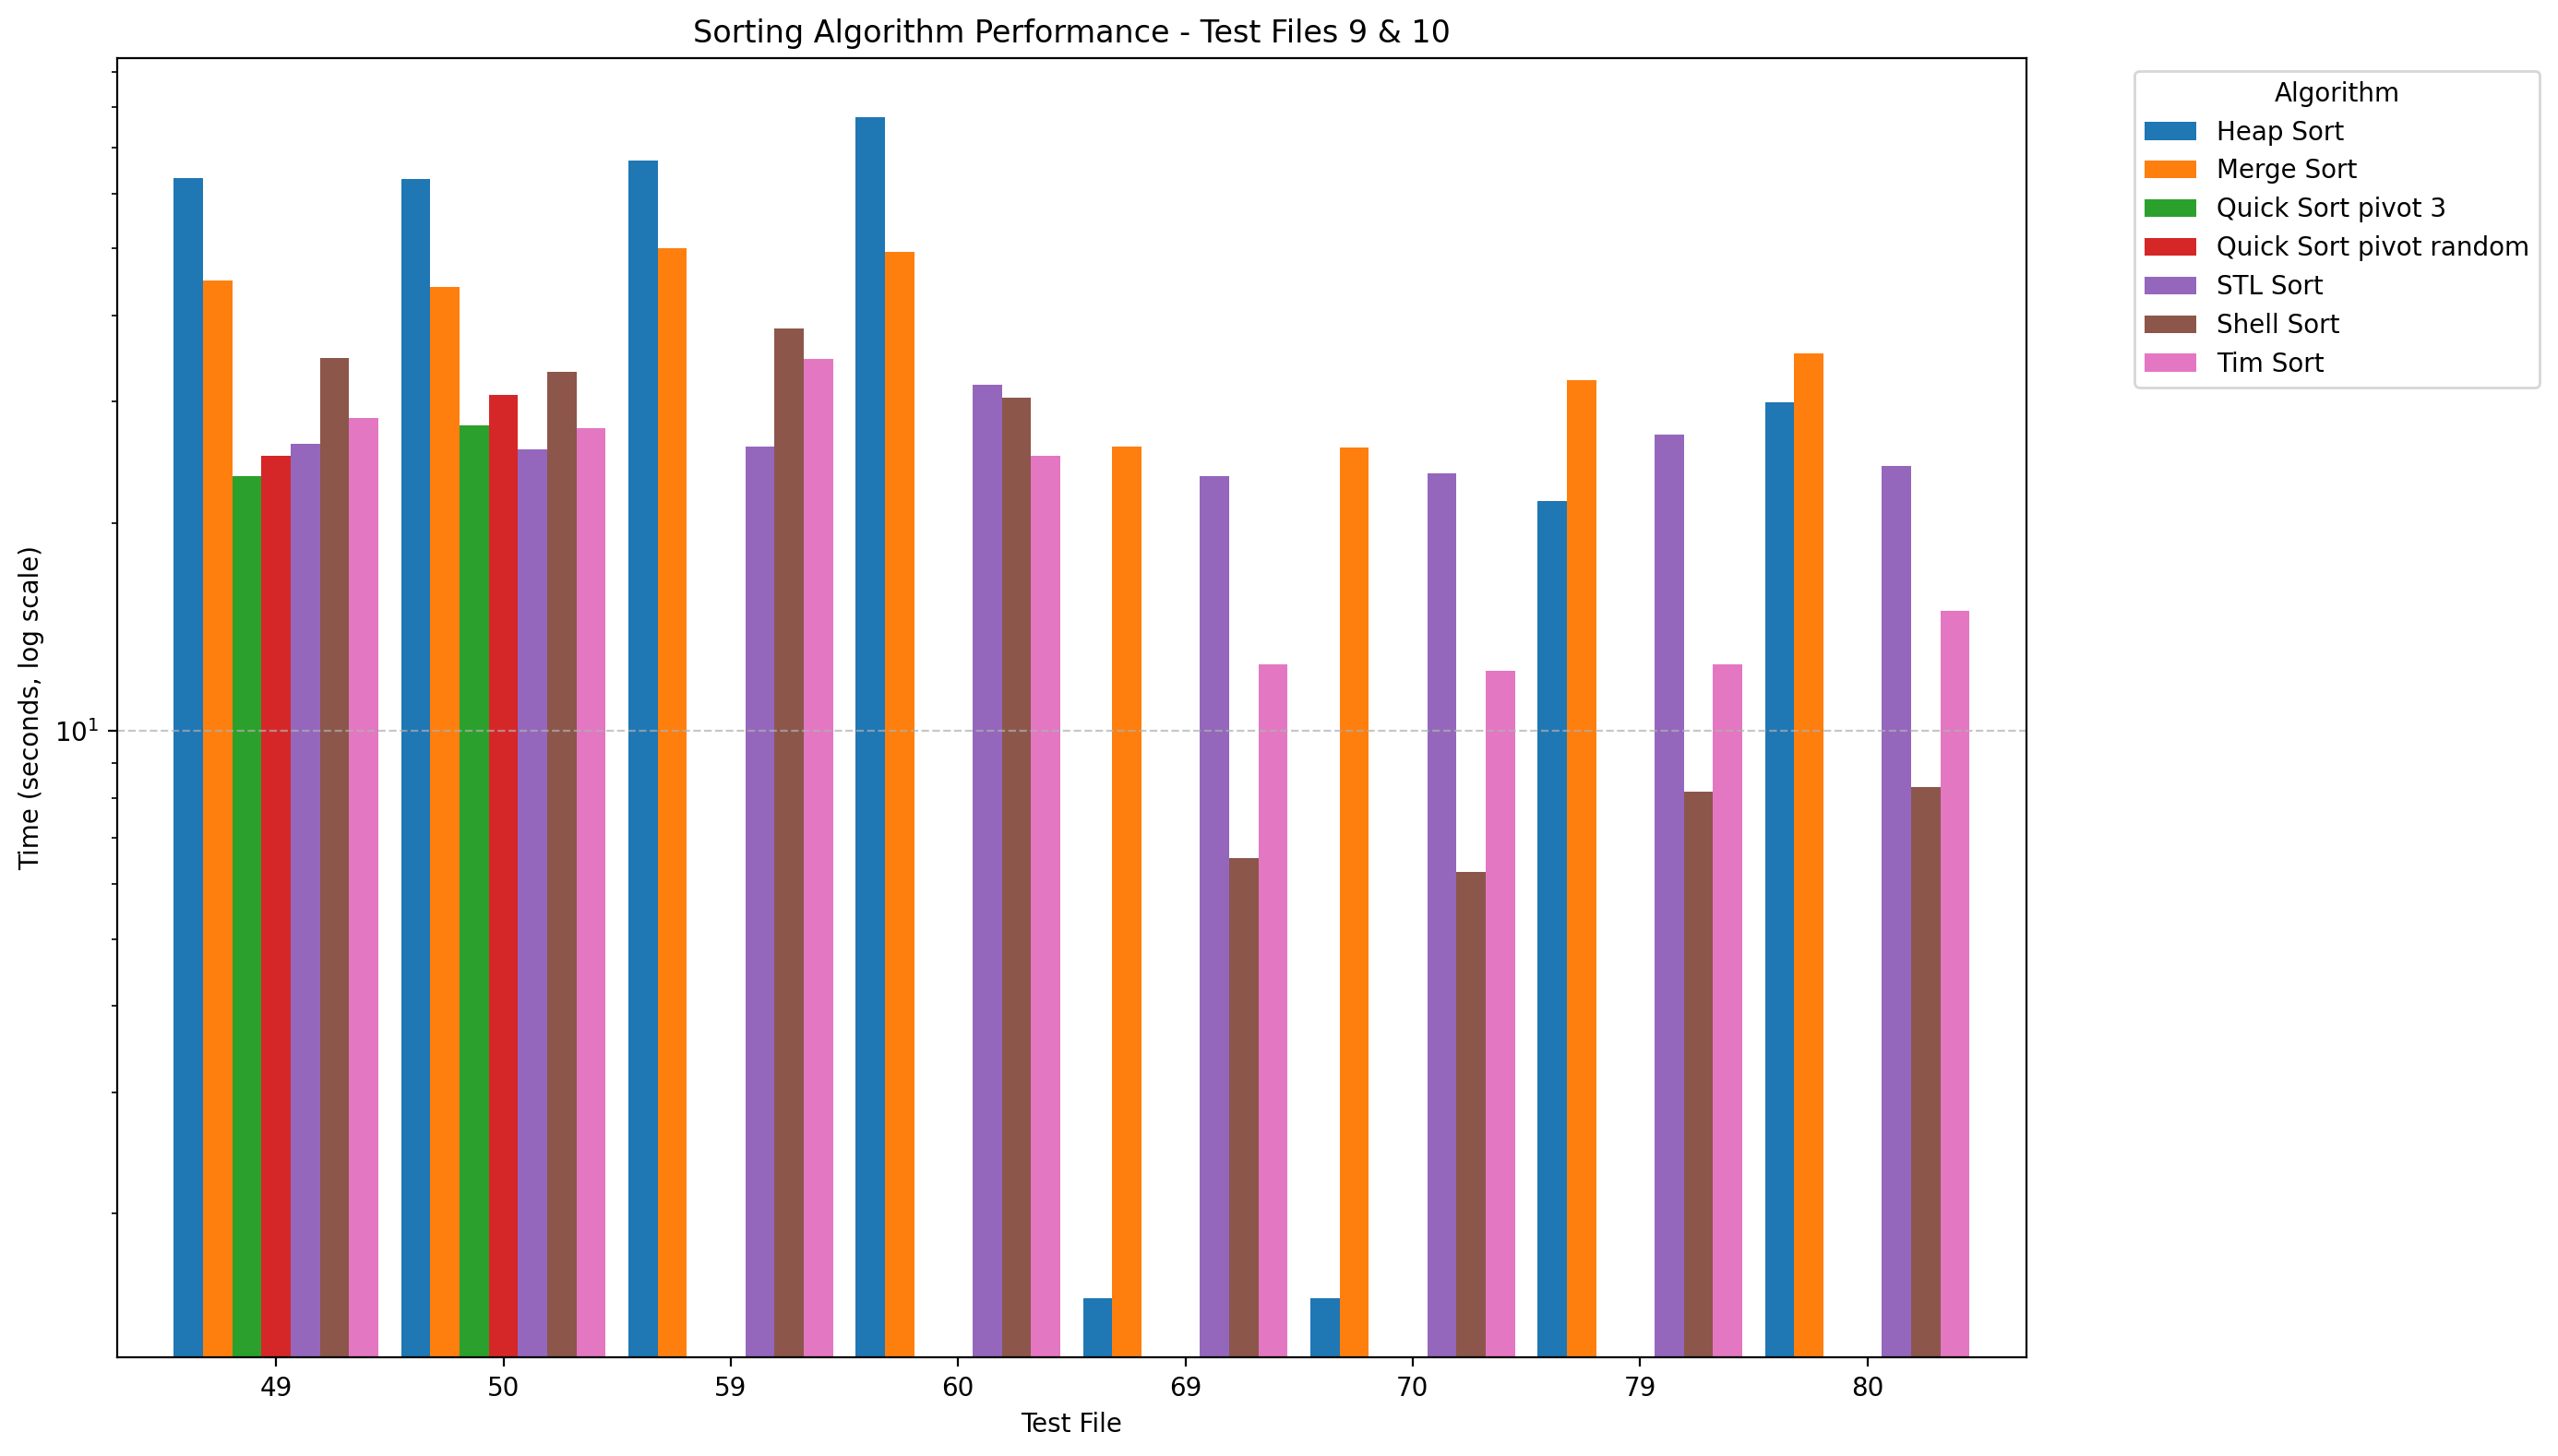 Sorting Algorithm Performance - Test Files 9 & 10
Algorithm
Heap Sort
Merge Sort
Quick Sort pivot 3
Quick Sort pivot random
STL Sort
Shell Sort
Tim Sort
Time (seconds, log scale)
10¹
49 50 59 60 69 70 79 80
Test File